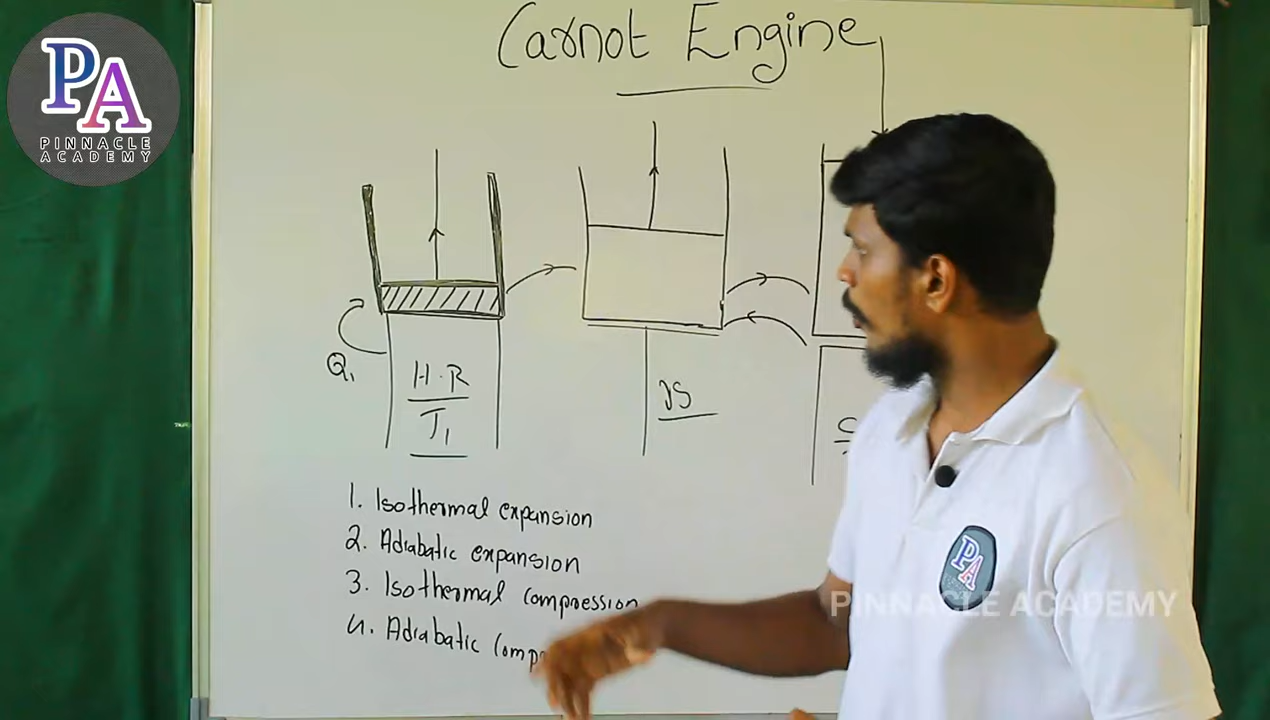 PA
PINNACLE
ACADEMY
Carnot Engine
Q₁
H.R
T₁
IS
1. Isothermal expansion
2. Adiabatic expansion
3. Isothermal compression
4. Adiabatic
PA
PINNACLE ACADEMY